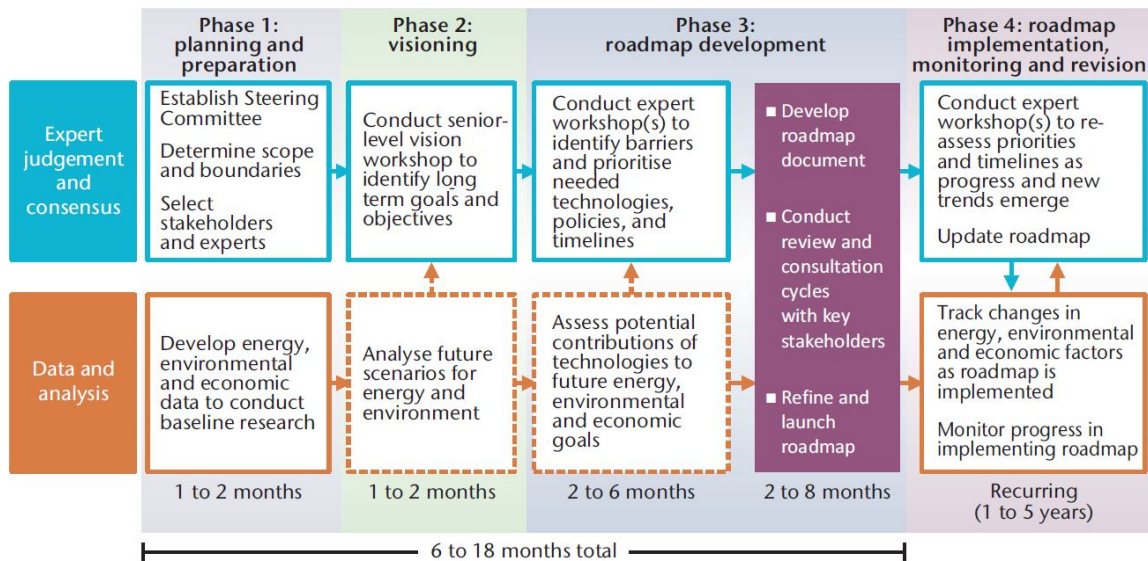 Phase 1:
planning and
preparation
Phase 2:
visioning
Phase 3:
roadmap development
Phase 4: roadmap
implementation,
monitoring and revision
Expert
judgement
and
consensus
Establish Steering
Committee
Determine scope
and boundaries
Select
stakeholders
and experts
Conduct senior-
level vision
workshop to
identify long
term goals and
objectives
Conduct expert
workshop(s) to
identify barriers
and prioritise
needed
technologies,
policies, and
timelines
■ Develop
roadmap
document
■ Conduct
review and
consultation
cycles
with key
stakeholders
■ Refine and
launch
roadmap
Conduct expert
workshop(s) to re-
assess priorities
and timelines as
progress and new
trends emerge
Update roadmap
Data and
analysis
Develop energy,
environmental
and economic
data to conduct
baseline research
Analyse future
scenarios for
energy and
environment
Assess potential
contributions of
technologies to
future energy,
environmental
and economic
goals
Track changes in
energy, environmental
and economic factors
as roadmap is
implemented
Monitor progress in
implementing roadmap
1 to 2 months
1 to 2 months
2 to 6 months
2 to 8 months
Recurring
(1 to 5 years)
6 to 18 months total